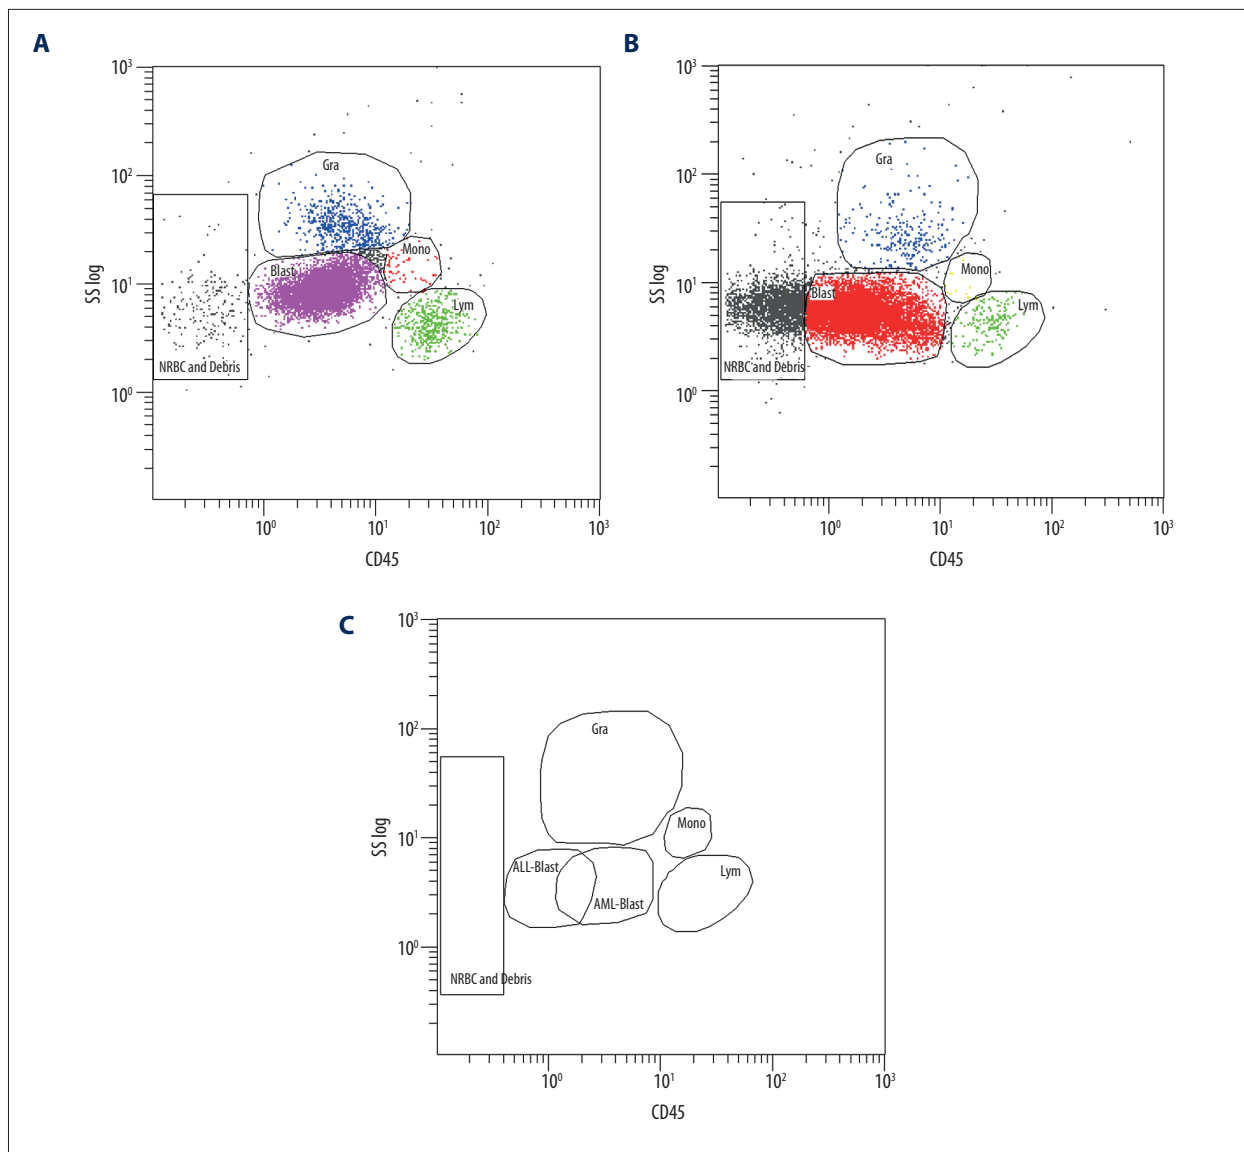 A
10³
10²
10¹
10⁰
SS log
Gra
Mono
Blast
Lym
NRBC and Debris
10⁰ 10¹ 10² 10³
CD45
B
10³
10²
10¹
10⁰
SS log
Gra
Mono
Blast
Lym
NRBC and Debris
10⁰ 10¹ 10² 10³
CD45
C
10³
10²
10¹
10⁰
SS log
Gra
Mono
ALL-Blast
Lym
AML-Blast
NRBC and Debris
10⁰ 10¹ 10² 10³
CD45